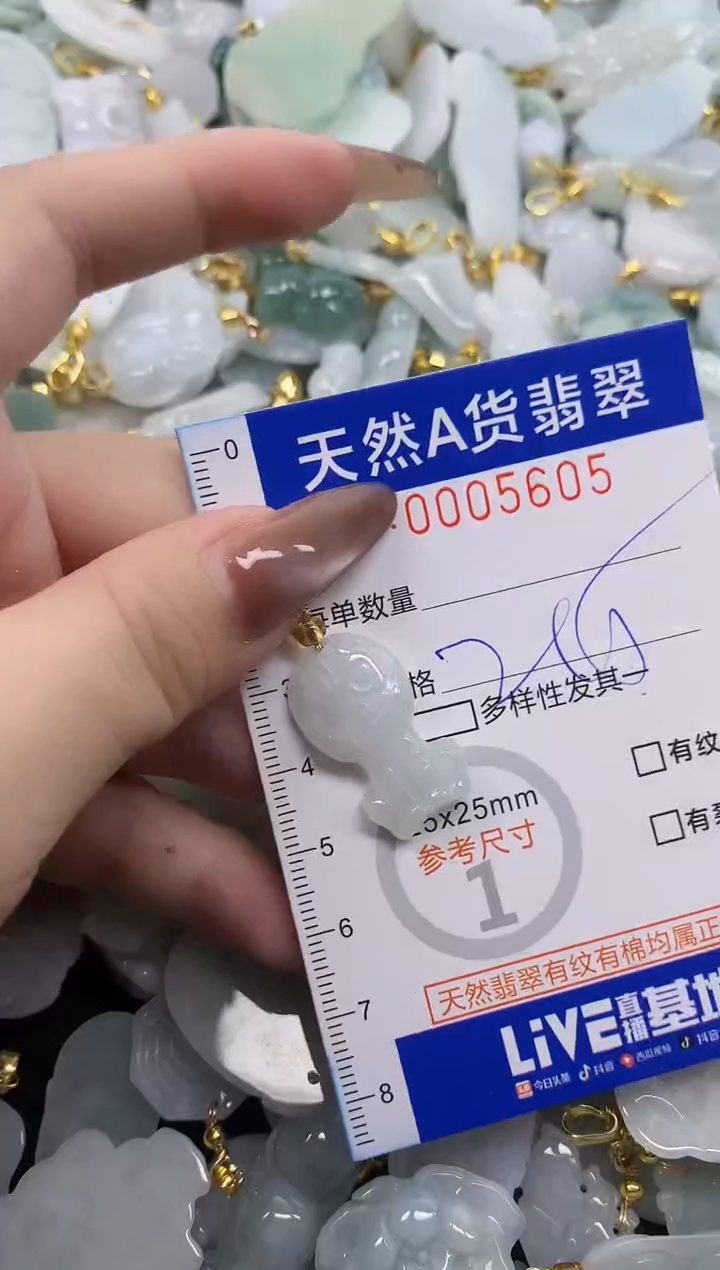 0
天然A货翡翠
0005605
每单数量
格
多样性发其一
3
有纹
4
5x25mm
有
5
参考尺寸
1
6
天然翡翠有纹有棉均属正
7
LiVE直播基地
今日头条 抖音 西瓜视频 抖音
8